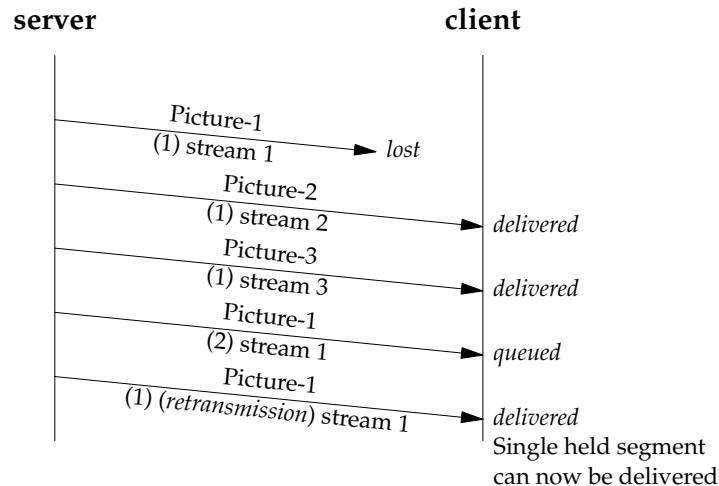 server client
Picture-1
(1) stream 1
lost
Picture-2
(1) stream 2
delivered
Picture-3
(1) stream 3
delivered
Picture-1
(2) stream 1
queued
Picture-1
(1) (retransmission) stream 1
delivered
Single held segment
can now be delivered